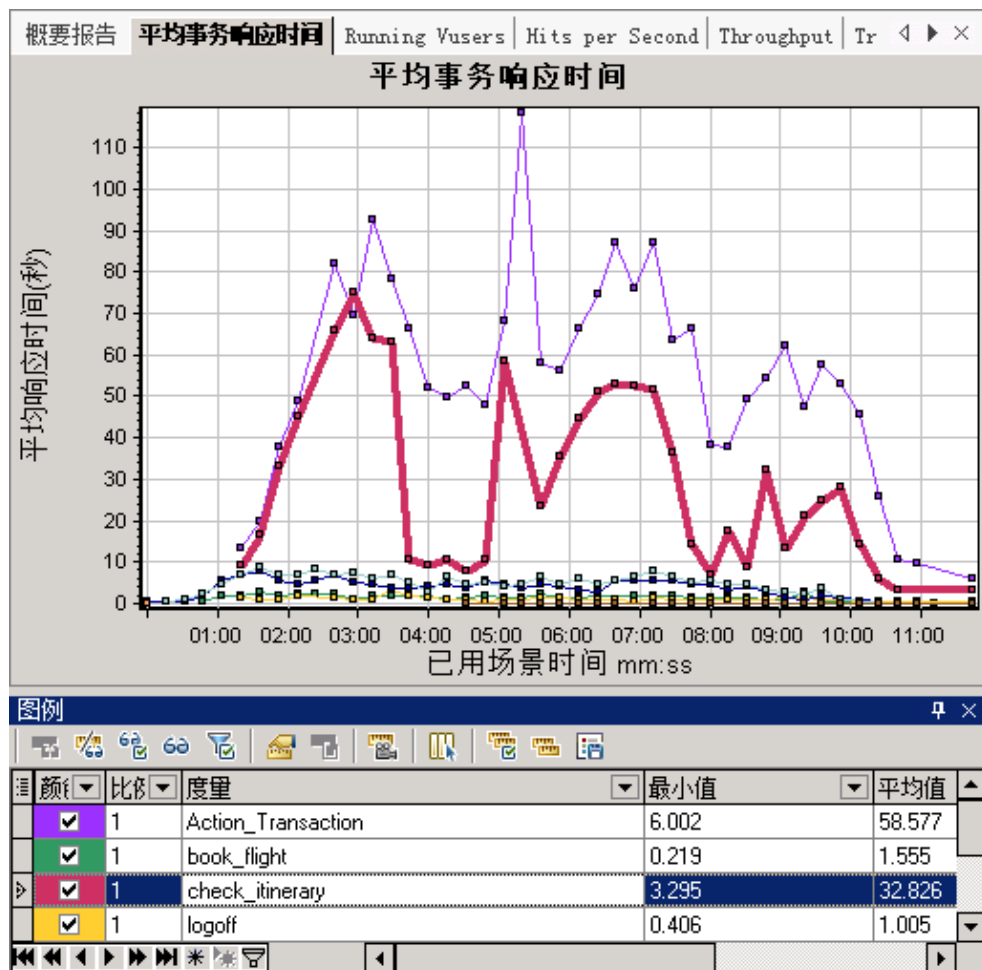 概要报告 平均事务响应时间 Running Vusers Hits per Second Throughput Tr
平均事务响应时间
平均响应时间(秒)
110
100
90
80
70
60
50
40
30
20
10
0
01:00 02:00 03:00 04:00 05:00 06:00 07:00 08:00 09:00 10:00 11:00
已用场景时间 mm:ss
图例
度量 最小值 平均值
1 Action_Transaction 6.002 58.577
1 book_flight 0.219 1.555
1 check_itinerary 3.295 32.826
1 logoff 0.406 1.005